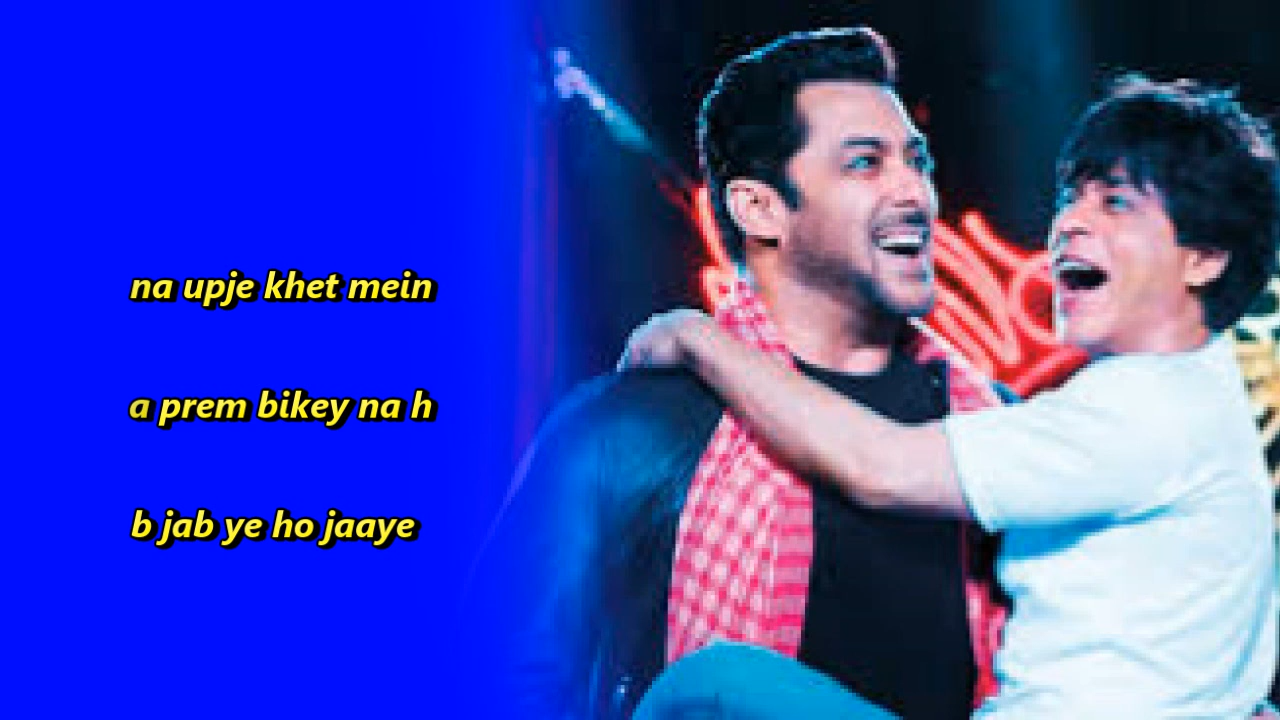 na upje khet mein
a prem bikey na h
b jab ye ho jaaye